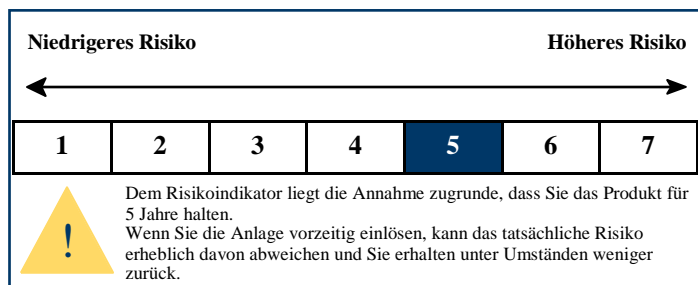 Niedrigeres Risiko Höheres Risiko
1 2 3 4 5 6 7
Dem Risikoindikator liegt die Annahme zugrunde, dass Sie das Produkt für
5 Jahre halten.
Wenn Sie die Anlage vorzeitig einlösen, kann das tatsächliche Risiko
erheblich davon abweichen und Sie erhalten unter Umständen weniger
zurück.
!